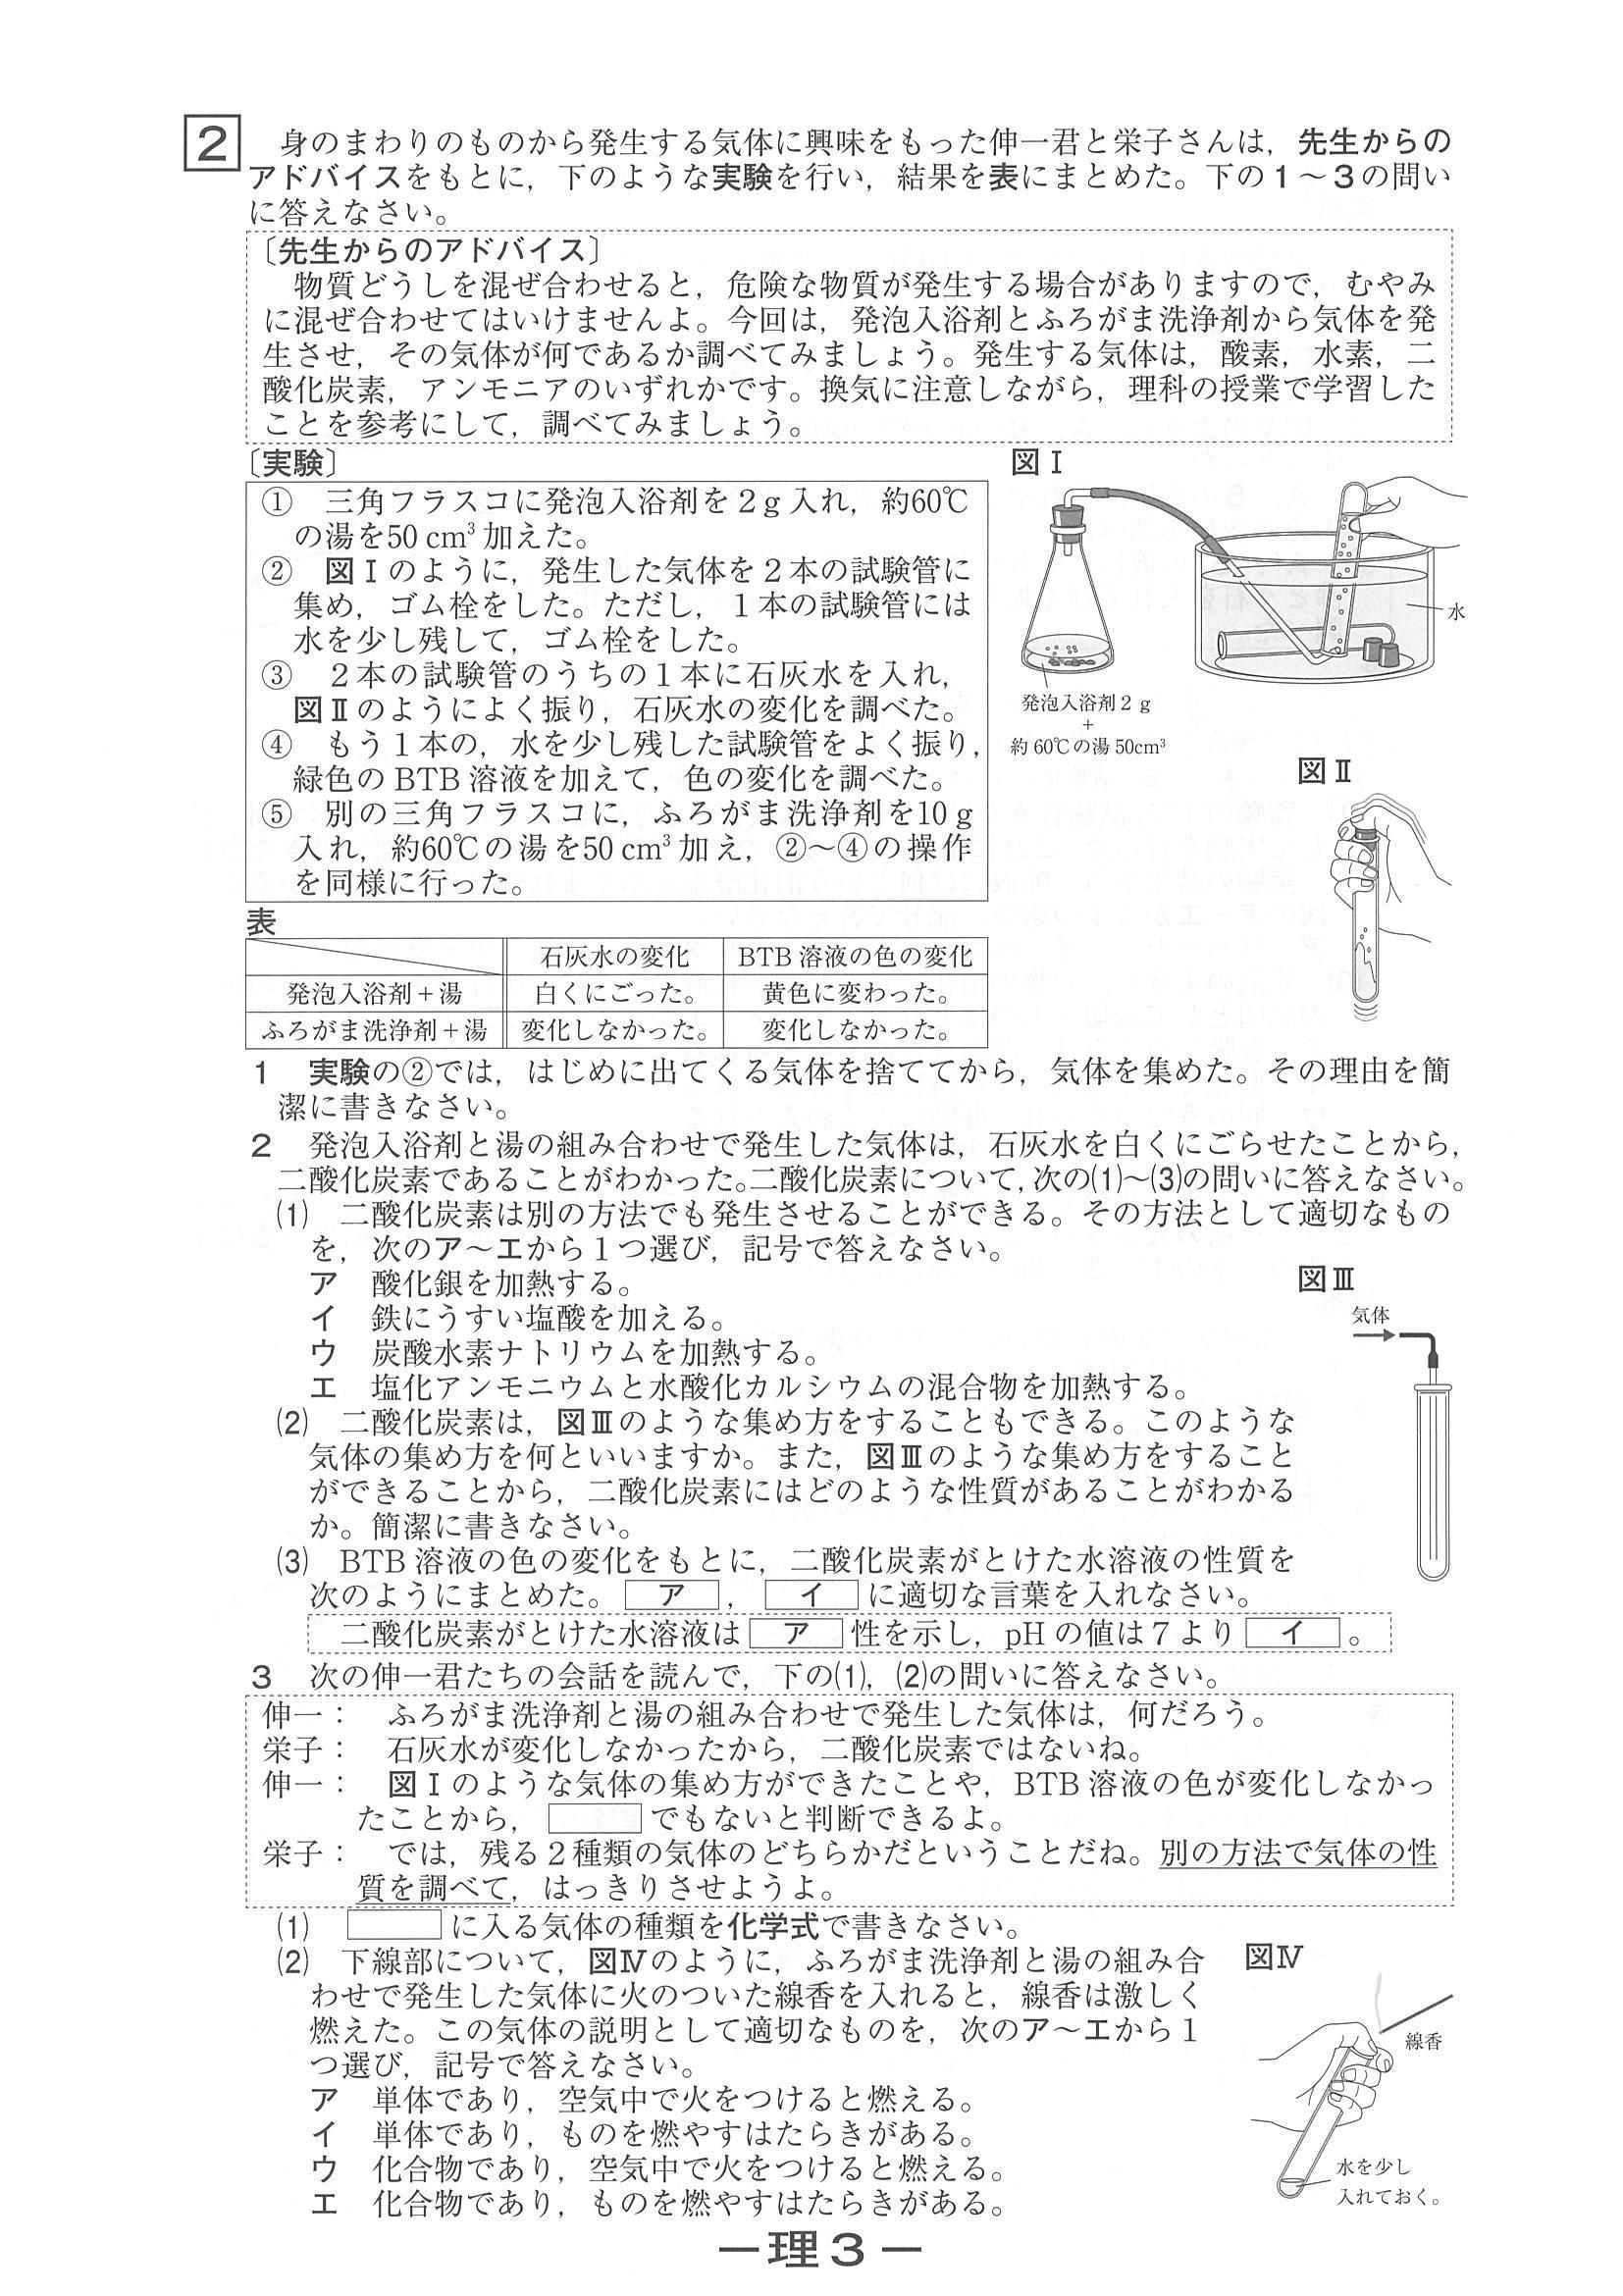 2　身のまわりのものから発生する気体に興味をもった伸一君と栄子さんは，先生からの
アドバイスをもとに，下のような実験を行い，結果を表にまとめた。下の1～3の問い
に答えなさい。
〔先生からのアドバイス〕
物質どうしを混ぜ合わせると，危険な物質が発生する場合がありますので，むやみ
に混ぜ合わせてはいけませんよ。今回は，発泡入浴剤とふろがま洗浄剤から気体を発
生させ，その気体が何であるか調べてみましょう。発生する気体は，酸素，水素，二
酸化炭素，アンモニアのいずれかです。換気に注意しながら，理科の授業で学習した
ことを参考にして，調べてみましょう。
〔実験〕
①　三角フラスコに発泡入浴剤を2g入れ，約60℃
の湯を50 cm³加えた。
②　図Ⅰのように，発生した気体を2本の試験管に
集め，ゴム栓をした。ただし，1本の試験管には
水を少し残して，ゴム栓をした。
③　2本の試験管のうちの1本に石灰水を入れ，
図Ⅱのようによく振り，石灰水の変化を調べた。
④　もう1本の，水を少し残した試験管をよく振り，
緑色のBTB溶液を加えて，色の変化を調べた。
⑤　別の三角フラスコに，ふろがま洗浄剤を10g
入れ，約60℃の湯を50 cm³加え，②～④の操作
を同様に行った。
図Ⅰ
水
発泡入浴剤2 g
＋
約60℃の湯50cm³
図Ⅱ
表
石灰水の変化　BTB溶液の色の変化
発泡入浴剤＋湯　白くにごった。　黄色に変わった。
ふろがま洗浄剤＋湯　変化しなかった。　変化しなかった。
1　実験の②では，はじめに出てくる気体を捨ててから，気体を集めた。その理由を簡
潔に書きなさい。
2　発泡入浴剤と湯の組み合わせで発生した気体は，石灰水を白くにごらせたことから，
二酸化炭素であることがわかった。二酸化炭素について，次の(1)～(3)の問いに答えなさい。
(1)　二酸化炭素は別の方法でも発生させることができる。その方法として適切なもの
を，次のア～エから1つ選び，記号で答えなさい。
ア　酸化銀を加熱する。
イ　鉄にうすい塩酸を加える。
ウ　炭酸水素ナトリウムを加熱する。
エ　塩化アンモニウムと水酸化カルシウムの混合物を加熱する。
図Ⅲ
気体
(2)　二酸化炭素は，図Ⅲのような集め方をすることもできる。このような
気体の集め方を何といいますか。また，図Ⅲのような集め方をすること
ができることから，二酸化炭素にはどのような性質があることがわかる
か。簡潔に書きなさい。
(3)　BTB溶液の色の変化をもとに，二酸化炭素がとけた水溶液の性質を
次のようにまとめた。ア，イに適切な言葉を入れなさい。
二酸化炭素がとけた水溶液はア性を示し，pHの値は7よりイ。
3　次の伸一君たちの会話を読んで，下の(1)，(2)の問いに答えなさい。
伸一：　ふろがま洗浄剤と湯の組み合わせで発生した気体は，何だろう。
栄子：　石灰水が変化しなかったから，二酸化炭素ではないね。
伸一：　図Ⅰのような気体の集め方ができたことや，BTB溶液の色が変化しなかっ
たことから，　　でもないと判断できるよ。
栄子：　では，残る2種類の気体のどちらかだということだね。別の方法で気体の性
質を調べて，はっきりさせようよ。
(1)　　　に入る気体の種類を化学式で書きなさい。
(2)　下線部について，図Ⅳのように，ふろがま洗浄剤と湯の組み合
わせで発生した気体に火のついた線香を入れると，線香は激しく
燃えた。この気体の説明として適切なものを，次のア～エから1
つ選び，記号で答えなさい。
ア　単体であり，空気中で火をつけると燃える。
イ　単体であり，ものを燃やすはたらきがある。
ウ　化合物であり，空気中で火をつけると燃える。
エ　化合物であり，ものを燃やすはたらきがある。
図Ⅳ
線香
水を少し
入れておく。
―理3―